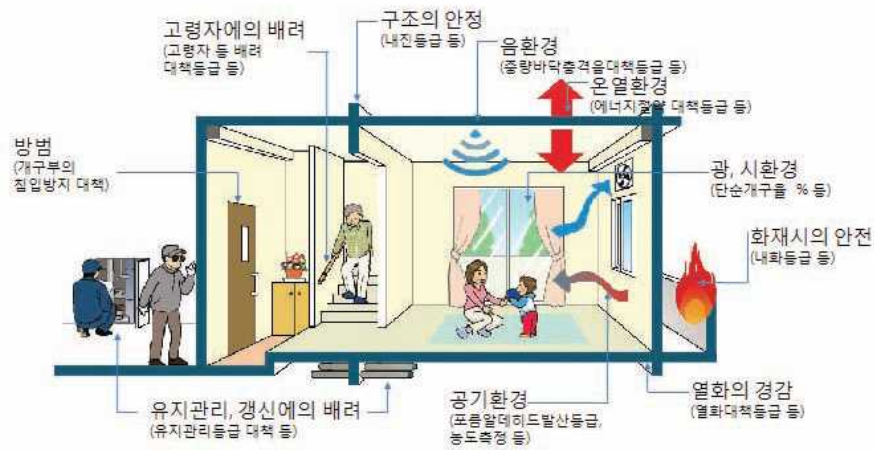 고령자에의 배려
(고령자 등 배려
대책등급 등)
구조의 안정
(내진등급 등)
음환경
(중량바닥충격음대책등급 등)
온열환경
(에너지절약 대책등급 등)
방범
(개구부의
침입방지 대책)
광, 시환경
(단순개구율 % 등)
화재시의 안전
(내화등급 등)
유지관리, 갱신에의 배려
(유지관리등급 대책 등)
공기환경
(포름알데히드발산등급,
농도측정 등)
열화의 경감
(열화대책등급 등)